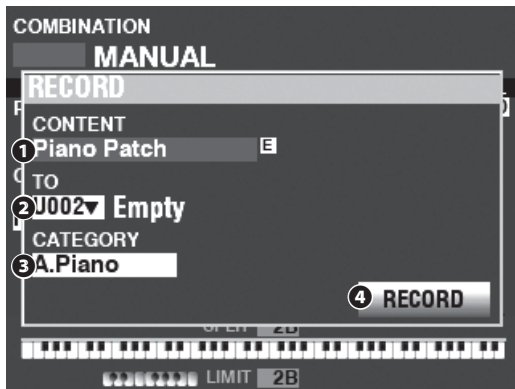 COMBINATION
MANUAL
RECORD
CONTENT
1 Piano Patch E
TO
2 U002▼ Empty
CATEGORY
3 A.Piano
4 RECORD
LIMIT 2B